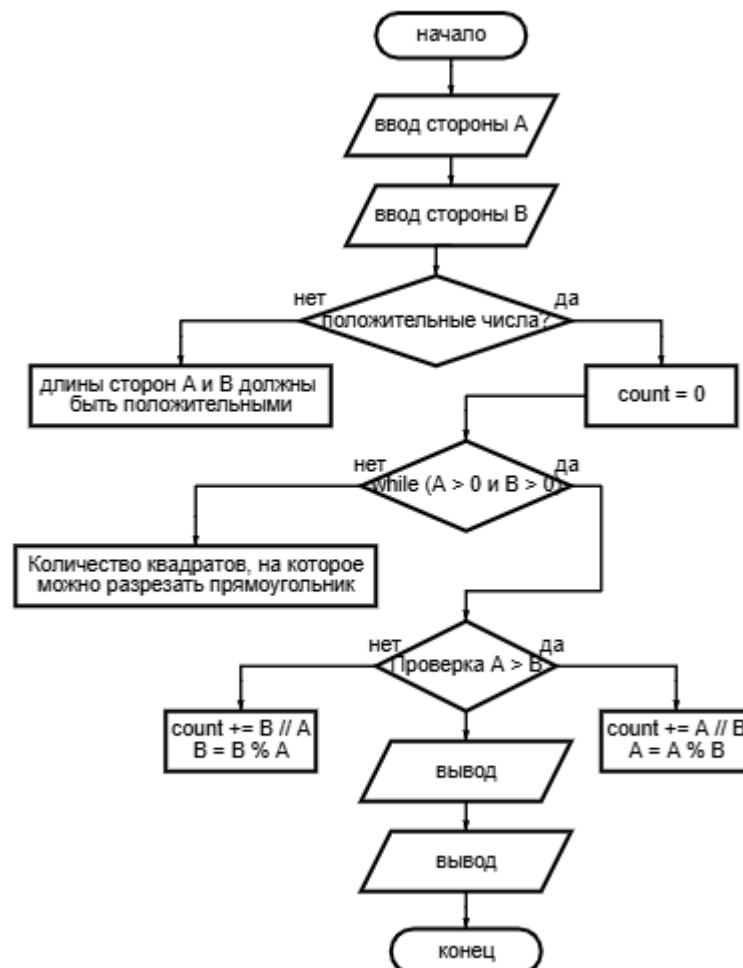 начало
ввод стороны A
ввод стороны B
нет
да
положительные числа?
длины сторон A и B должны
быть положительными
count = 0
нет
да
while (A > 0 и B > 0)
Количество квадратов, на которое
можно разрезать прямоугольник
нет
да
Проверка A > B
count += B // A
B = B % A
count += A // B
A = A % B
вывод
вывод
конец